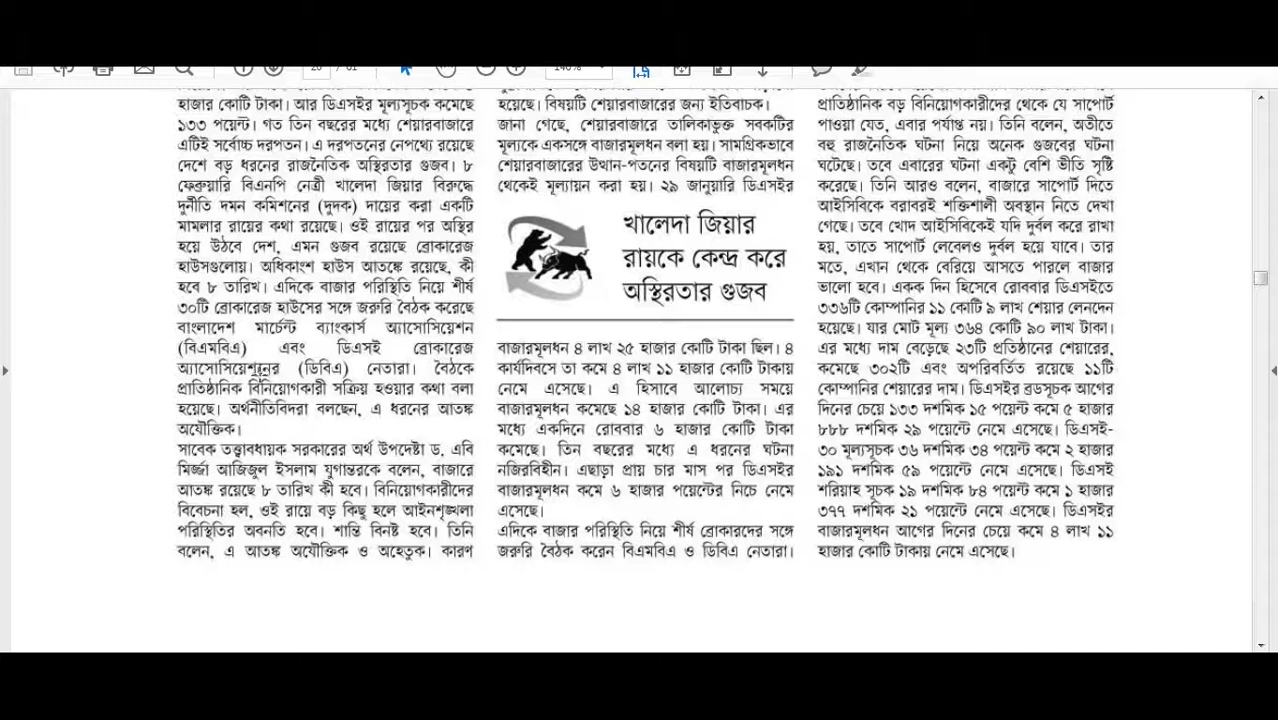 হাজার কোটি টাকা। আর ডিএসইর মূল্যসূচক কমেছে
১৩৩ পয়েন্ট। গত তিন বছরের মধ্যে শেয়ারবাজারে
এটিই সর্বোচ্চ দরপতন। এ দরপতনের নেপথ্যে রয়েছে
দেশে বড় ধরনের রাজনৈতিক অস্থিরতার গুজব। ৮
ফেব্রুয়ারি বিএনপি নেত্রী খালেদা জিয়ার বিরুদ্ধে
দুর্নীতি দমন কমিশনের (দুদক) দায়ের করা একটি
মামলার রায়ের কথা রয়েছে। ওই রায়ের পর অস্থির
হয়ে উঠবে দেশ, এমন গুজব রয়েছে ব্রোকারেজ
হাউসগুলোয়। অধিকাংশ হাউস আতঙ্কে রয়েছে, কী
হবে ৮ তারিখ। এদিকে বাজার পরিস্থিতি নিয়ে শীর্ষ
৩০টি ব্রোকারেজ হাউসের সঙ্গে জরুরি বৈঠক করেছে
বাংলাদেশ মার্চেন্ট ব্যাংকার্স অ্যাসোসিয়েশন
(বিএমবিএ) এবং ডিএসই ব্রোকারেজ
অ্যাসোসিয়েশনের (ডিবিএ) নেতারা। বৈঠকে
প্রাতিষ্ঠানিক বিনিয়োগকারী সক্রিয় হওয়ার কথা বলা
হয়েছে। অর্থনীতিবিদরা বলছেন, এ ধরনের আতঙ্ক
অযৌক্তিক।
সাবেক তত্ত্বাবধায়ক সরকারের অর্থ উপদেষ্টা ড. এবি
মির্জ্জা আজিজুল ইসলাম যুগান্তরকে বলেন, বাজারে
আতঙ্ক রয়েছে ৮ তারিখ কী হবে। বিনিয়োগকারীদের
বিবেচনা হল, ওই রায়ে বড় কিছু হলে আইনশৃঙ্খলা
পরিস্থিতির অবনতি হবে। শান্তি বিনষ্ট হবে। তিনি
বলেন, এ আতঙ্ক অযৌক্তিক ও অহেতুক। কারণ
হয়েছে। বিষয়টি শেয়ারবাজারের জন্য ইতিবাচক।
জানা গেছে, শেয়ারবাজারে তালিকাভুক্ত সবকটির
মূল্যকে একসঙ্গে বাজারমূলধন বলা হয়। সামগ্রিকভাবে
শেয়ারবাজারের উত্থান-পতনের বিষয়টি বাজারমূলধন
থেকেই মূল্যায়ন করা হয়। ২৯ জানুয়ারি ডিএসইর
খালেদা জিয়ার
রায়কে কেন্দ্র করে
অস্থিরতার গুজব
বাজারমূলধন ৪ লাখ ২৫ হাজার কোটি টাকা ছিল। ৪
কার্যদিবসে তা কমে ৪ লাখ ১১ হাজার কোটি টাকায়
নেমে এসেছে। এ হিসাবে আলোচ্য সময়ে
বাজারমূলধন কমেছে ১৪ হাজার কোটি টাকা। এর
মধ্যে একদিনে রোববার ৬ হাজার কোটি টাকা
কমেছে। তিন বছরের মধ্যে এ ধরনের ঘটনা
নজিরবিহীন। এছাড়া প্রায় চার মাস পর ডিএসইর
বাজারমূলধন কমে ৬ হাজার পয়েন্টের নিচে নেমে
এসেছে।
এদিকে বাজার পরিস্থিতি নিয়ে শীর্ষ ব্রোকারদের সঙ্গে
জরুরি বৈঠক করেন বিএমবিএ ও ডিবিএ নেতারা।
প্রাতিষ্ঠানিক বড় বিনিয়োগকারীদের থেকে যে সাপোর্ট
পাওয়া যেত, এবার পর্যাপ্ত নয়। তিনি বলেন, অতীতে
বহু রাজনৈতিক ঘটনা নিয়ে অনেক গুজবের ঘটনা
ঘটেছে। তবে এবারের ঘটনা একটু বেশি ভীতি সৃষ্টি
করেছে। তিনি আরও বলেন, বাজারে সাপোর্ট দিতে
আইসিবিকে বরাবরই শক্তিশালী অবস্থান নিতে দেখা
গেছে। তবে খোদ আইসিবিকেই যদি দুর্বল করে রাখা
হয়, তাতে সাপোর্ট লেবেলও দুর্বল হয়ে যাবে। তার
মতে, এখান থেকে বেরিয়ে আসতে পারলে বাজার
ভালো হবে। একক দিন হিসেবে রোববার ডিএসইতে
৩৩৬টি কোম্পানির ১১ কোটি ৯ লাখ শেয়ার লেনদেন
হয়েছে। যার মোট মূল্য ৩৬৪ কোটি ৯০ লাখ টাকা।
এর মধ্যে দাম বেড়েছে ২৩টি প্রতিষ্ঠানের শেয়ারের,
কমেছে ৩০২টি এবং অপরিবর্তিত রয়েছে ১১টি
কোম্পানির শেয়ারের দাম। ডিএসইর ব্রডসূচক আগের
দিনের চেয়ে ১৩৩ দশমিক ১৫ পয়েন্ট কমে ৫ হাজার
৮৮৮ দশমিক ২৯ পয়েন্টে নেমে এসেছে। ডিএসই-
৩০ মূল্যসূচক ৩৬ দশমিক ৩৪ পয়েন্ট কমে ২ হাজার
১৯১ দশমিক ৫৯ পয়েন্টে নেমে এসেছে। ডিএসই
শরিয়াহ সূচক ১৯ দশমিক ৮৪ পয়েন্ট কমে ১ হাজার
৩৭৭ দশমিক ২১ পয়েন্টে নেমে এসেছে। ডিএসইর
বাজারমূলধন আগের দিনের চেয়ে কমে ৪ লাখ ১১
হাজার কোটি টাকায় নেমে এসেছে।